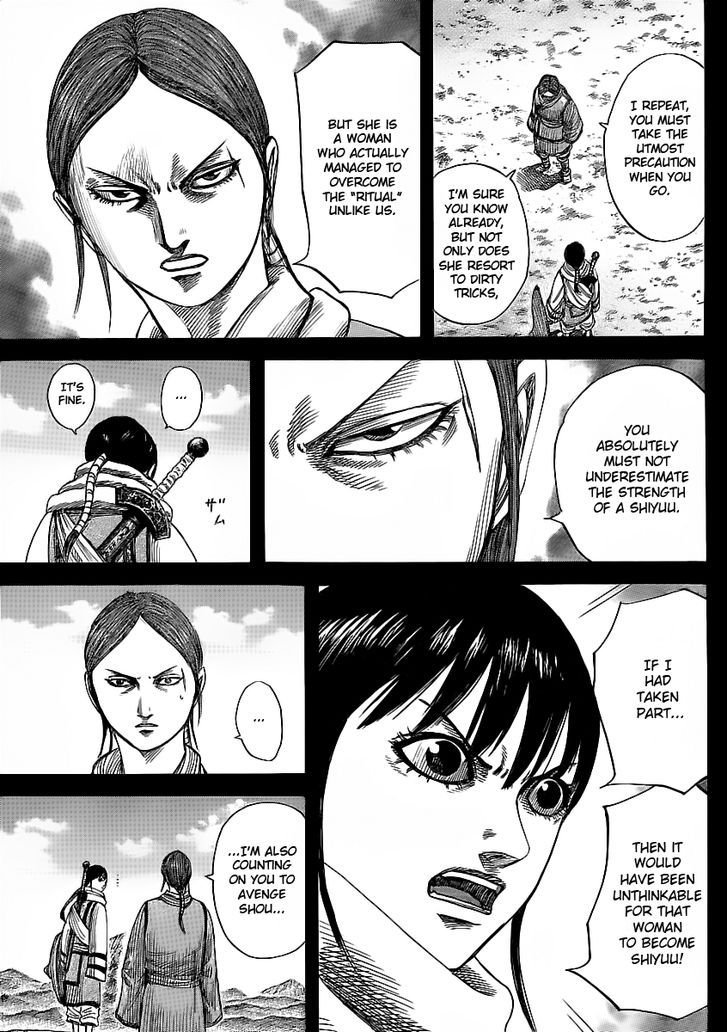 I REPEAT,
YOU MUST
TAKE THE
UTMOST
PRECAUTION
WHEN YOU
GO.
I'M SURE
YOU KNOW
ALREADY,
BUT NOT
ONLY DOES
SHE RESORT
TO DIRTY
TRICKS,
BUT SHE IS
A WOMAN
WHO ACTUALLY
MANAGED TO
OVERCOME
THE "RITUAL"
UNLIKE US.
YOU
ABSOLUTELY
MUST NOT
UNDERESTIMATE
THE STRENGTH
OF A SHIYUU.
...
IT'S
FINE.
ザム
IF I
HAD
TAKEN
PART...
THEN IT
WOULD
HAVE BEEN
UNTHINKABLE
FOR THAT
WOMAN
TO BECOME
SHIYUU!
...
...I'M ALSO
COUNTING
ON YOU TO
AVENGE
SHOU...